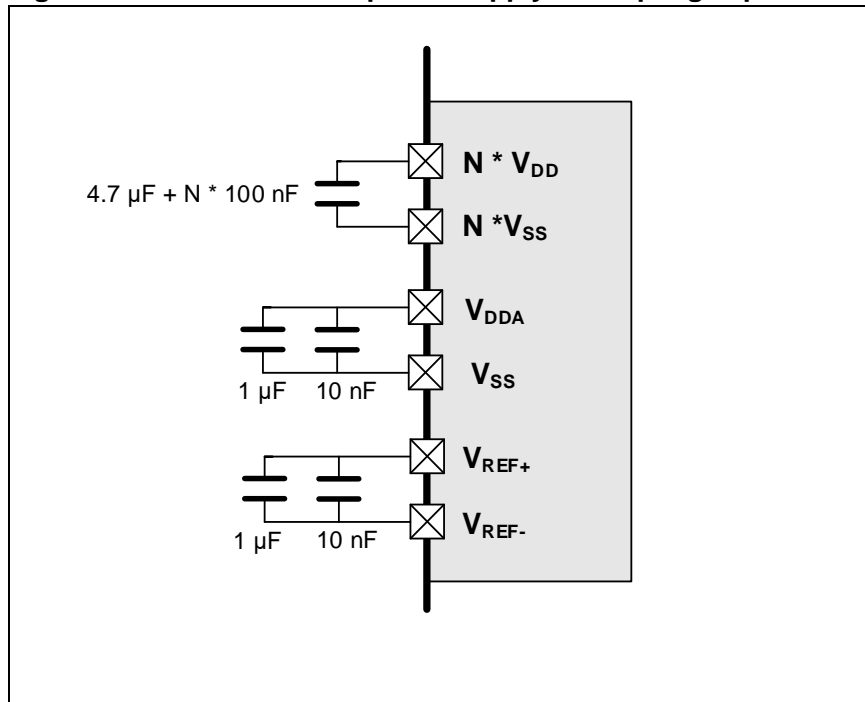 4.7 µF + N * 100 nF
N * VDD
N *VSS
VDDA
1 µF 10 nF
VSS
VREF+
1 µF 10 nF
VREF-